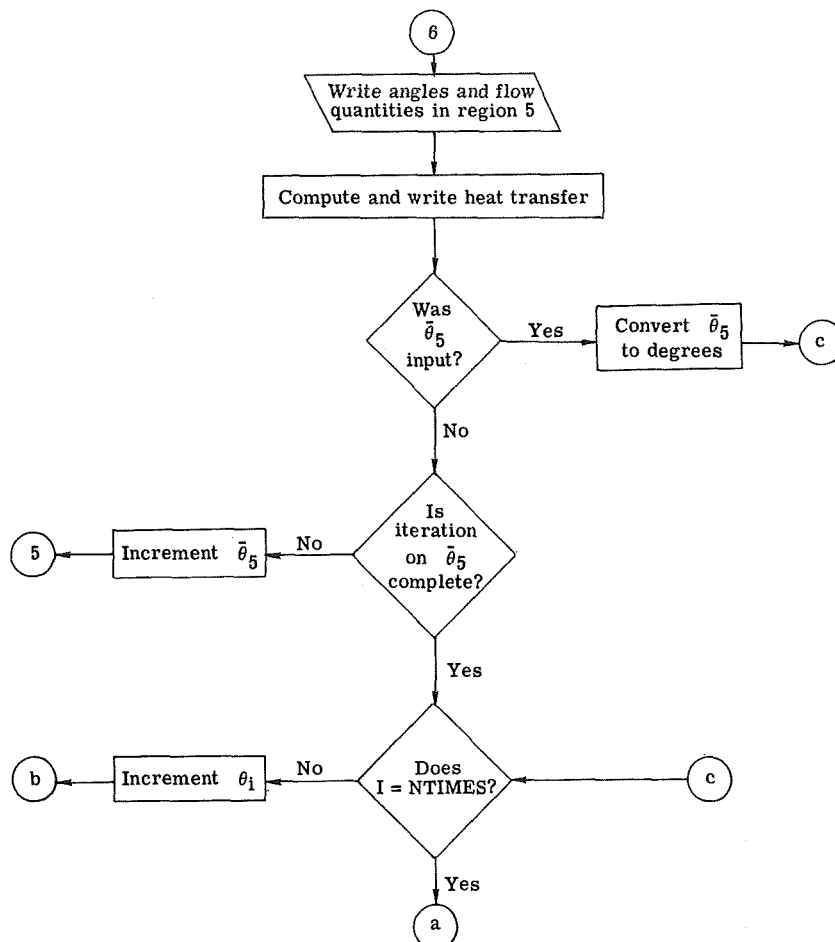 6
Write angles and flow
quantities in region 5
Compute and write heat transfer
Was
θ̄5
input?
Yes
Convert θ̄5
to degrees
c
No
Is
iteration
on θ̄5
complete?
No
Increment θ̄5
5
Yes
Does
I = NTIMES?
No
Increment θi
b
c
Yes
a